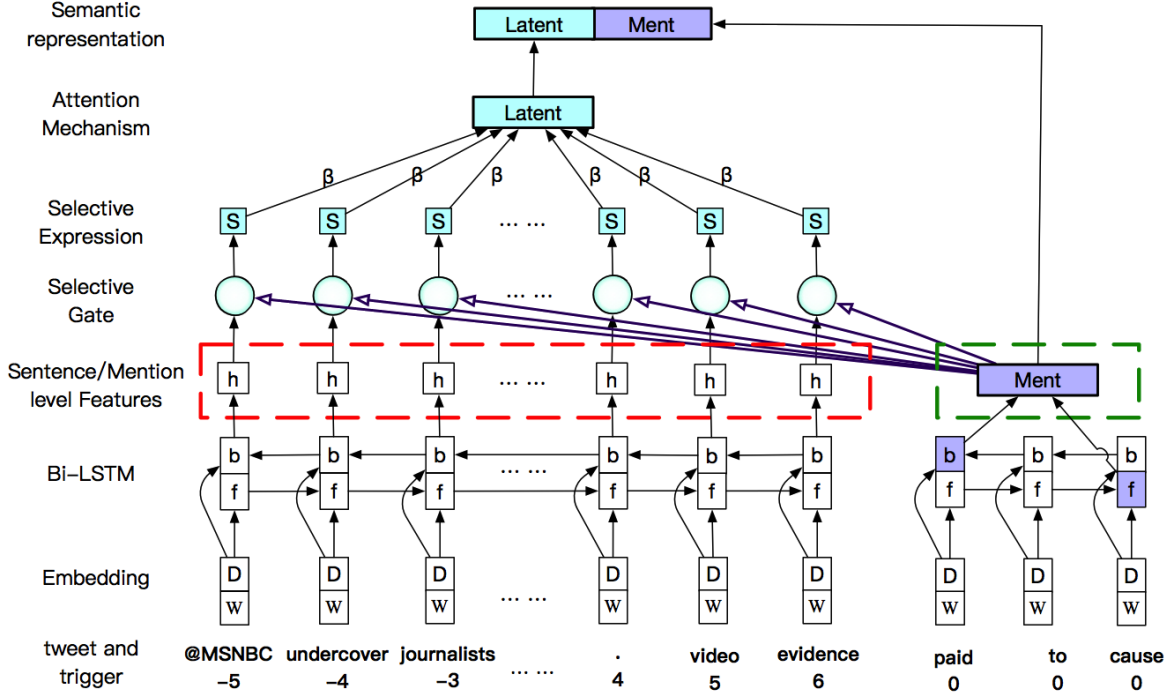 Semantic representation
Latent Ment
Attention Mechanism
Latent
β β β β β β
Selective Expression
S S S ... ... S S S
Selective Gate
... ...
Sentence/Mention level Features
h h h ... ... h h h
Ment
Bi-LSTM
b b b ... ... b b b b b b
f f f f f f f f f
Embedding
D D D D D D D D D
... ...
W W W W W W W W W
tweet and trigger
@MSNBC undercover journalists ... ... . video evidence paid to cause
-5 -4 -3 4 5 6 0 0 0